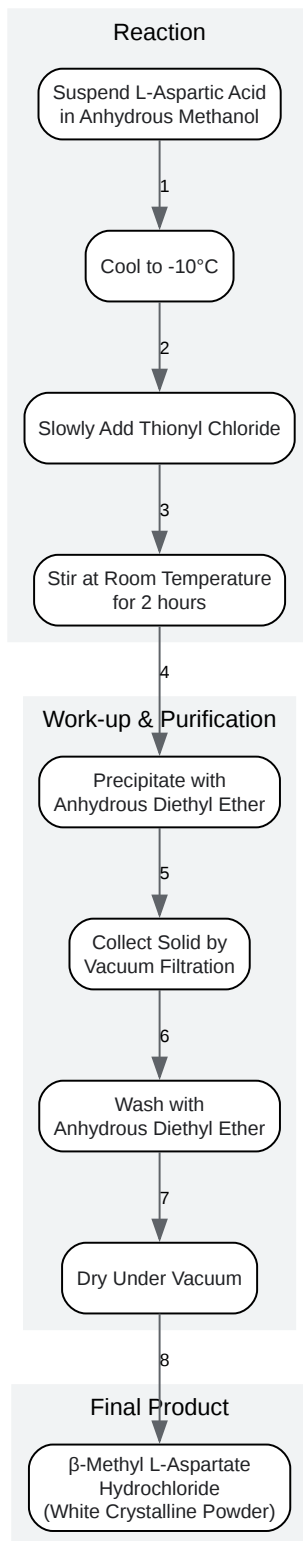 Reaction
Suspend L-Aspartic Acid
in Anhydrous Methanol
1
Cool to -10°C
2
Slowly Add Thionyl Chloride
3
Stir at Room Temperature
for 2 hours
4
Work-up & Purification
Precipitate with
Anhydrous Diethyl Ether
5
Collect Solid by
Vacuum Filtration
6
Wash with
Anhydrous Diethyl Ether
7
Dry Under Vacuum
8
Final Product
β-Methyl L-Aspartate
Hydrochloride
(White Crystalline Powder)